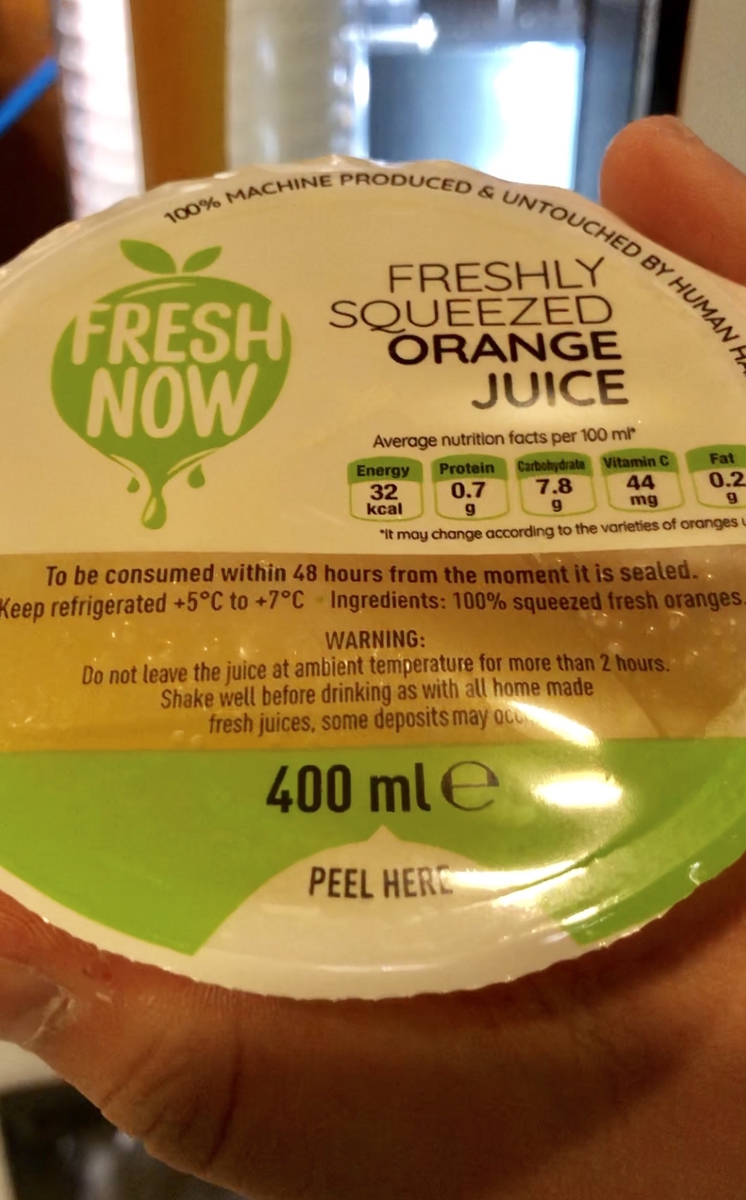 100% MACHINE PRODUCED & UNTOUCHED BY HUMAN
FRESH
NOW
FRESHLY
SQUEEZED
ORANGE
JUICE
Average nutrition facts per 100 ml*
Energy
32
kcal
Protein
0.7
g
Carbohydrate
7.8
g
Vitamin C
44
mg
Fat
0.2
g
*It may change according to the varieties of oranges
To be consumed within 48 hours from the moment it is sealed.
Keep refrigerated +5°C to +7°C Ingredients: 100% squeezed fresh oranges.
WARNING:
Do not leave the juice at ambient temperature for more than 2 hours.
Shake well before drinking as with all home made
fresh juices, some deposits may
400 ml e
PEEL HERE